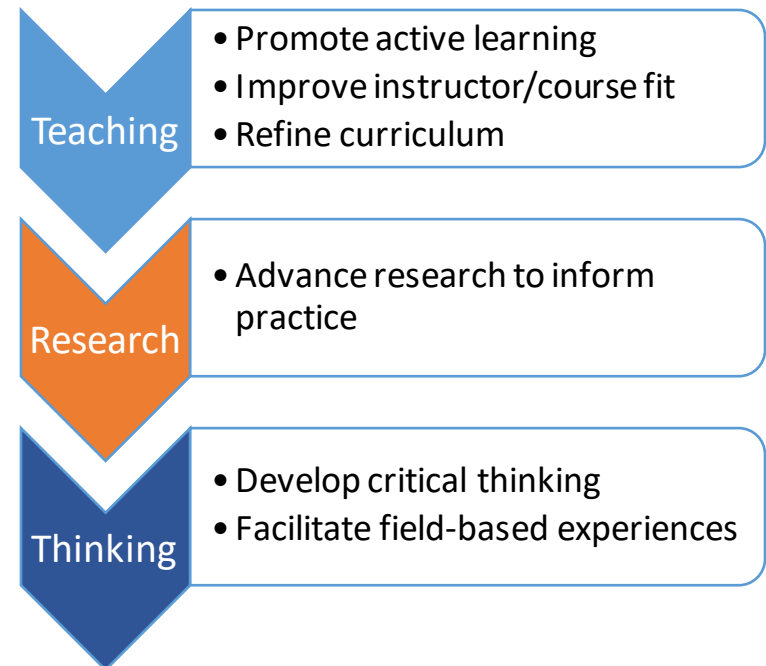 Teaching
• Promote active learning
• Improve instructor/course fit
• Refine curriculum
Research
• Advance research to inform
practice
Thinking
• Develop critical thinking
• Facilitate field-based experiences